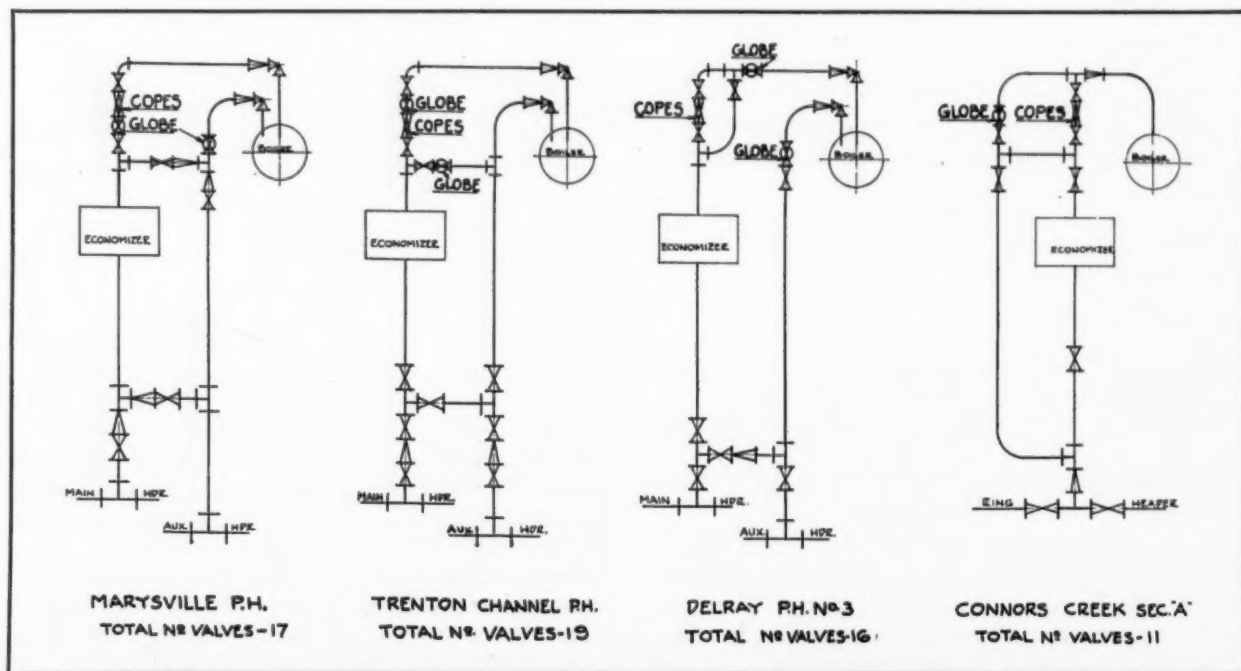 COPES
GLOBE
BOILER
ECONOMIZER
MAIN HDR.
AUX. HDR.
MARYSVILLE P.H.
TOTAL Nº VALVES-17
GLOBE
COPES
GLOBE
BOILER
ECONOMIZER
MAIN HDR.
AUX. HDR.
TRENTON CHANNEL P.H.
TOTAL Nº VALVES-19
GLOBE
COPES
GLOBE
BOILER
ECONOMIZER
MAIN HDR.
AUX. HDR.
DELRAY P.H. Nº 3
TOTAL Nº VALVES-16
GLOBE
COPES
BOILER
ECONOMIZER
RING HEADER
CONNORS CREEK SEC. "A"
TOTAL Nº VALVES-11